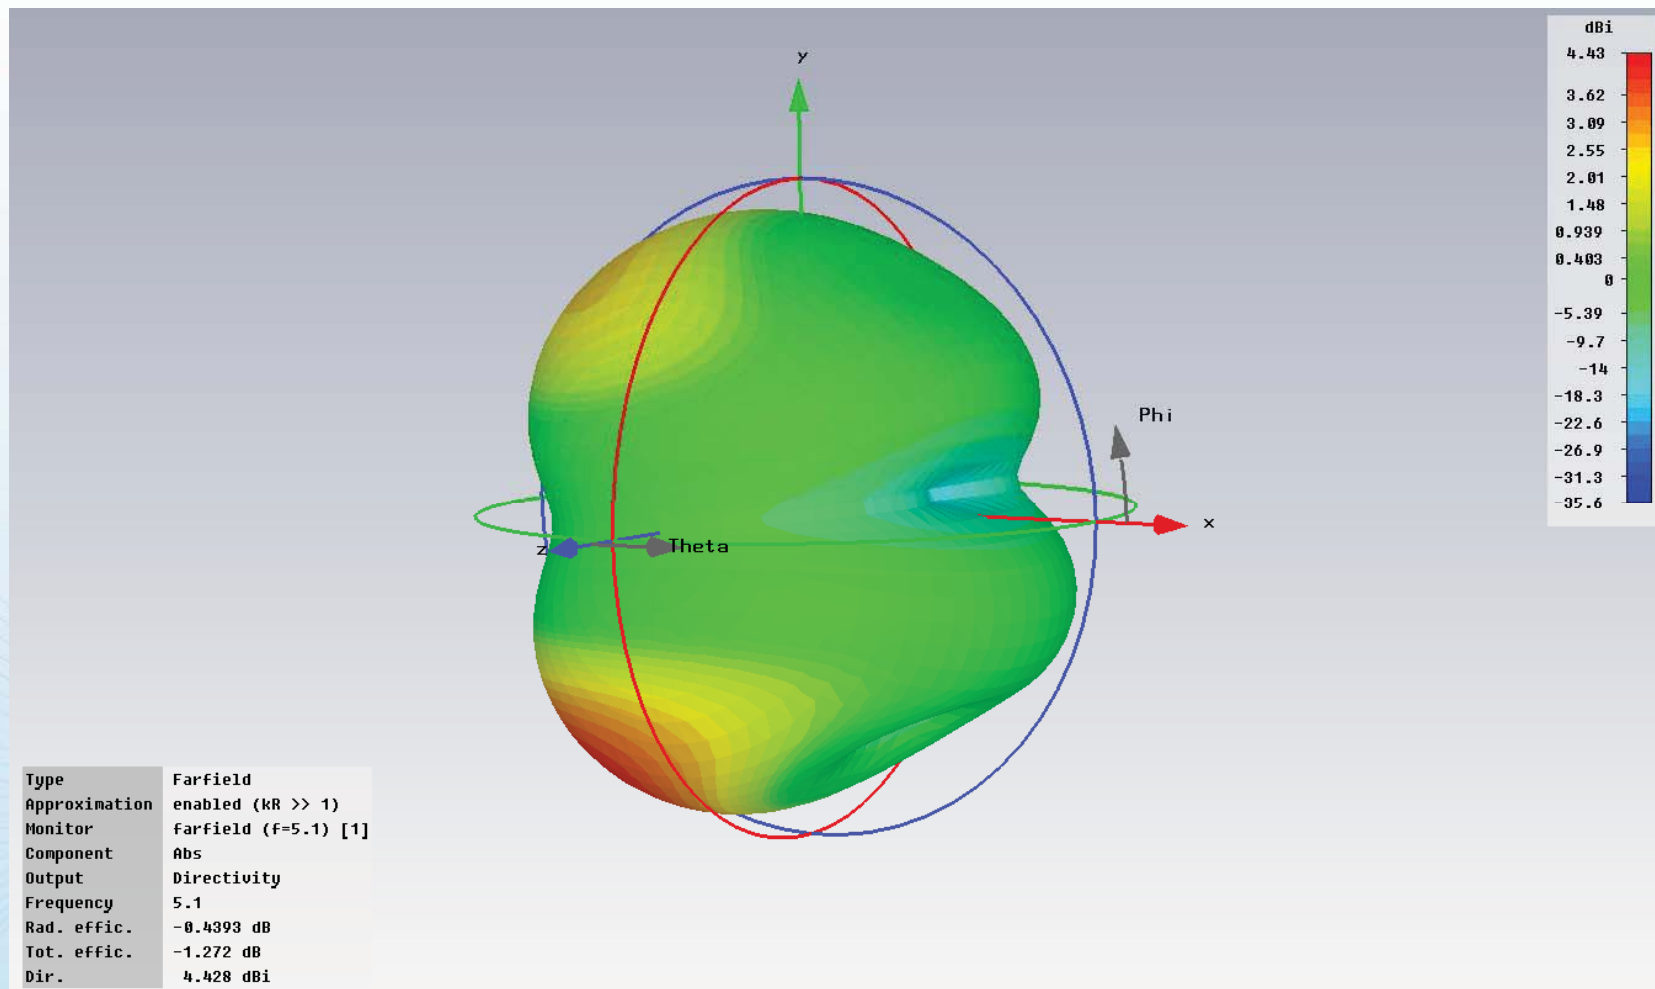 dBi
4.43
3.62
3.09
2.55
2.01
1.48
0.939
0.403
0
-5.39
-9.7
-14
-18.3
-22.6
-26.9
-31.3
-35.6
y
Phi
x
z
Theta
Type Farfield
Approximation enabled (kR >> 1)
Monitor farfield (f=5.1) [1]
Component Abs
Output Directivity
Frequency 5.1
Rad. effic. -0.4393 dB
Tot. effic. -1.272 dB
Dir. 4.428 dBi